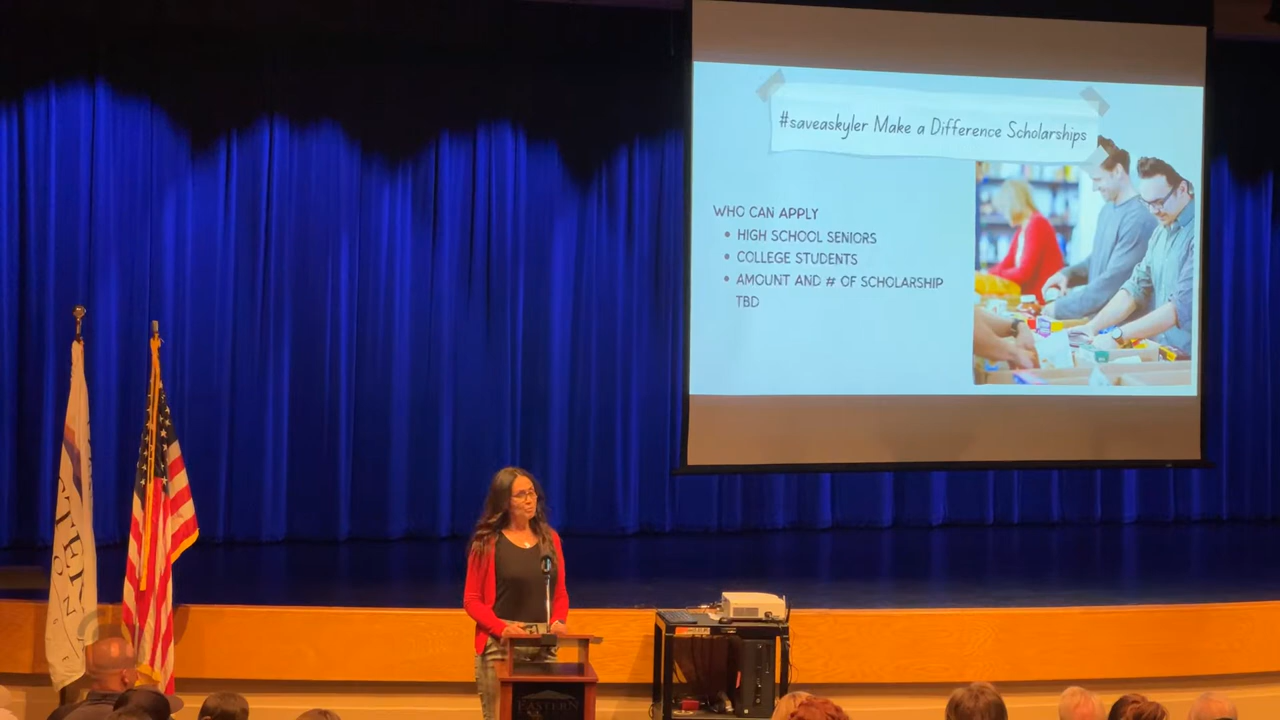 #saveaskyler Make a Difference Scholarships
WHO CAN APPLY
• HIGH SCHOOL SENIORS
• COLLEGE STUDENTS
• AMOUNT AND # OF SCHOLARSHIP
TBD
EASTERN